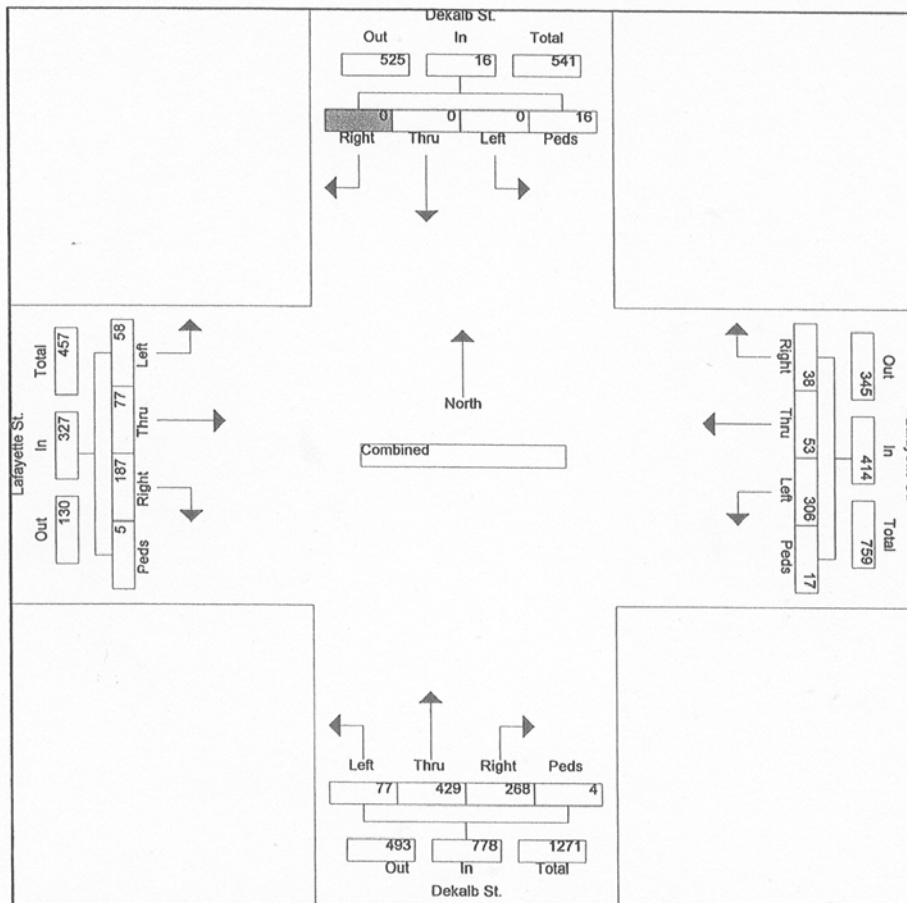 Dekalb St.
Out In Total
525 16 541
0 0 0 16
Right Thru Left Peds
Total In Out
457 327 130
Lafayette St.
58 77 187 5
Left Thru Right Peds
North
Combined
Right Thru Left Peds
38 53 306 17
Out In Total
345 414 759
Left Thru Right Peds
77 429 268 4
493 778 1271
Out In Total
Dekalb St.